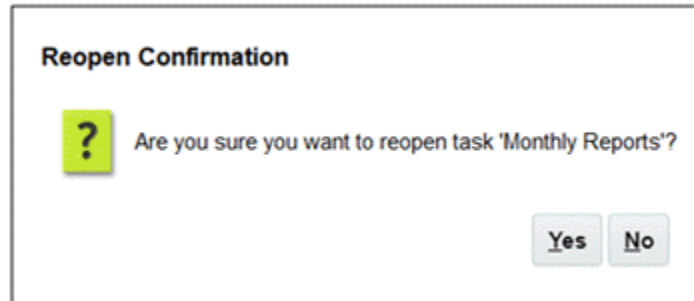 Reopen Confirmation
?
Are you sure you want to reopen task 'Monthly Reports'?
Yes No